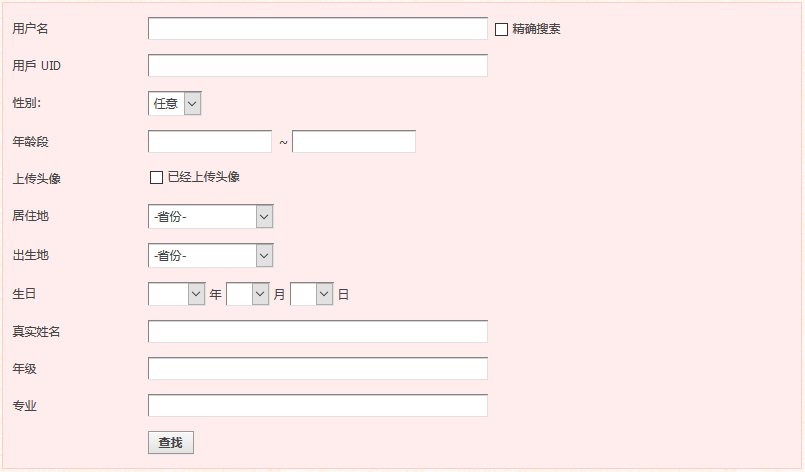 用户名 精确搜索
用戶 UID
性别: 任意
年龄段 ~
上传头像 已经上传头像
居住地 -省份-
出生地 -省份-
生日 年 月 日
真实姓名
年级
专业
查找